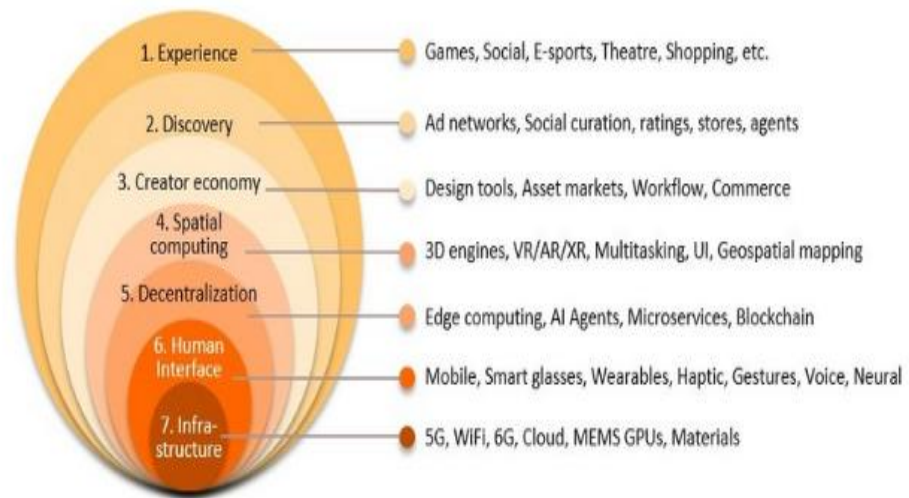 1. Experience
Games, Social, E-sports, Theatre, Shopping, etc.
2. Discovery
Ad networks, Social curation, ratings, stores, agents
3. Creator economy
Design tools, Asset markets, Workflow, Commerce
4. Spatial
computing
3D engines, VR/AR/XR, Multitasking, UI, Geospatial mapping
5. Decentralization
Edge computing, AI Agents, Microservices, Blockchain
6. Human
Interface
Mobile, Smart glasses, Wearables, Haptic, Gestures, Voice, Neural
7. Infra-
structure
5G, WiFi, 6G, Cloud, MEMS GPUs, Materials